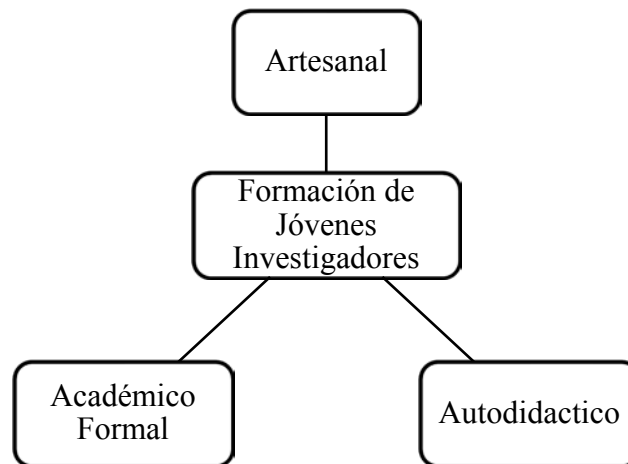 Artesanal
Formación de
Jóvenes
Investigadores
Académico
Formal
Autodidactico